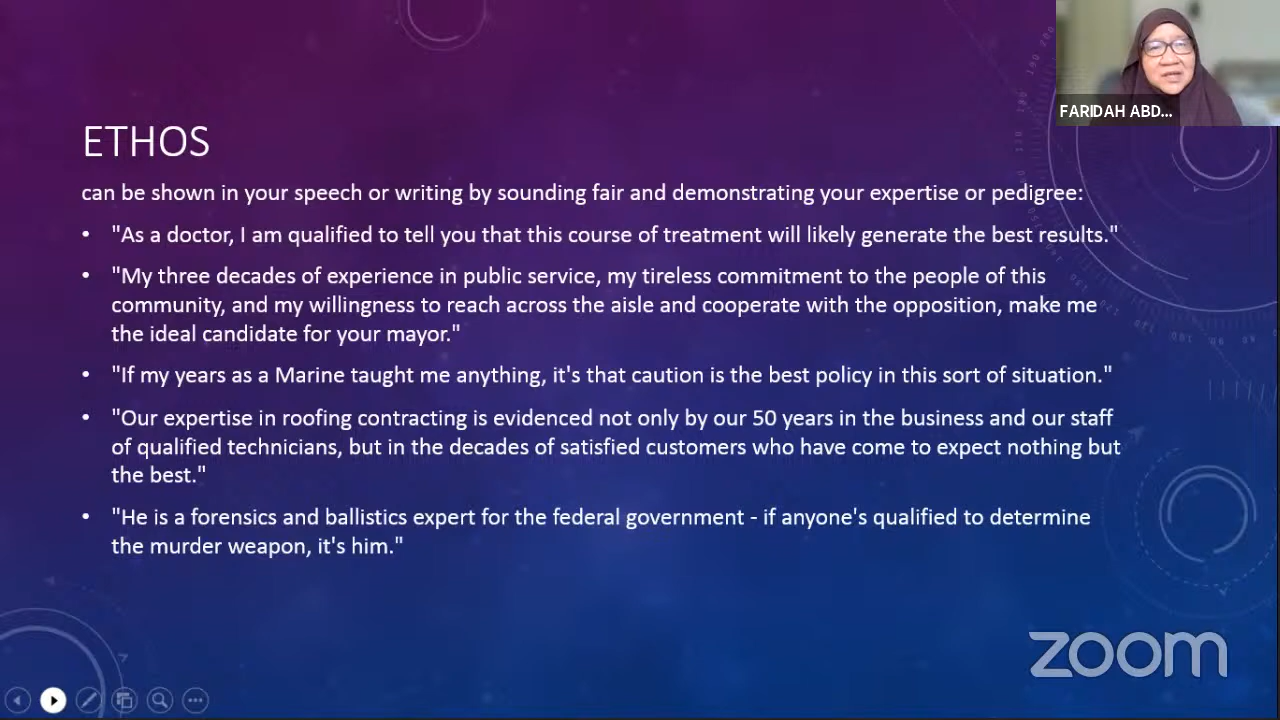 FARIDAH ABD...
ETHOS
can be shown in your speech or writing by sounding fair and demonstrating your expertise or pedigree:
• "As a doctor, I am qualified to tell you that this course of treatment will likely generate the best results."
• "My three decades of experience in public service, my tireless commitment to the people of this
community, and my willingness to reach across the aisle and cooperate with the opposition, make me
the ideal candidate for your mayor."
• "If my years as a Marine taught me anything, it's that caution is the best policy in this sort of situation."
• "Our expertise in roofing contracting is evidenced not only by our 50 years in the business and our staff
of qualified technicians, but in the decades of satisfied customers who have come to expect nothing but
the best."
• "He is a forensics and ballistics expert for the federal government - if anyone's qualified to determine
the murder weapon, it's him."
zoom